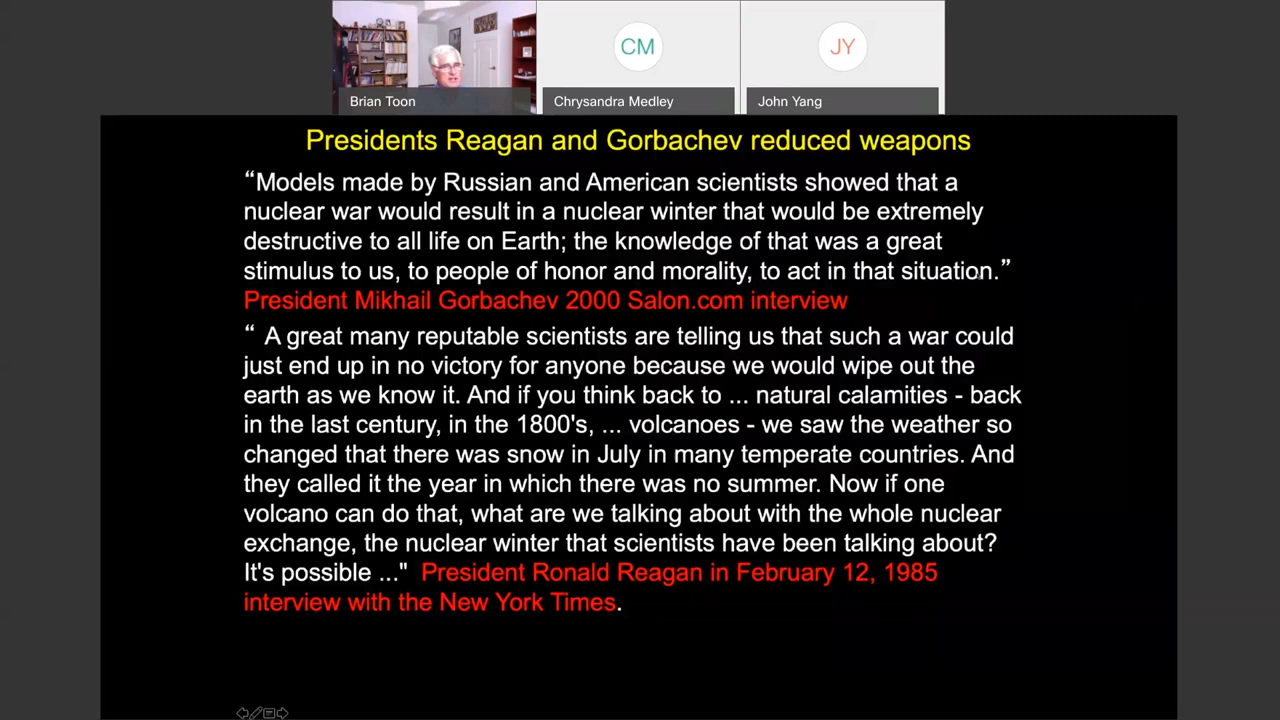 CM
JY
Brian Toon
Chrysandra Medley
John Yang
Presidents Reagan and Gorbachev reduced weapons
“Models made by Russian and American scientists showed that a
nuclear war would result in a nuclear winter that would be extremely
destructive to all life on Earth; the knowledge of that was a great
stimulus to us, to people of honor and morality, to act in that situation.”
President Mikhail Gorbachev 2000 Salon.com interview
“ A great many reputable scientists are telling us that such a war could
just end up in no victory for anyone because we would wipe out the
earth as we know it. And if you think back to ... natural calamities - back
in the last century, in the 1800's, ... volcanoes - we saw the weather so
changed that there was snow in July in many temperate countries. And
they called it the year in which there was no summer. Now if one
volcano can do that, what are we talking about with the whole nuclear
exchange, the nuclear winter that scientists have been talking about?
It's possible ..." President Ronald Reagan in February 12, 1985
interview with the New York Times.